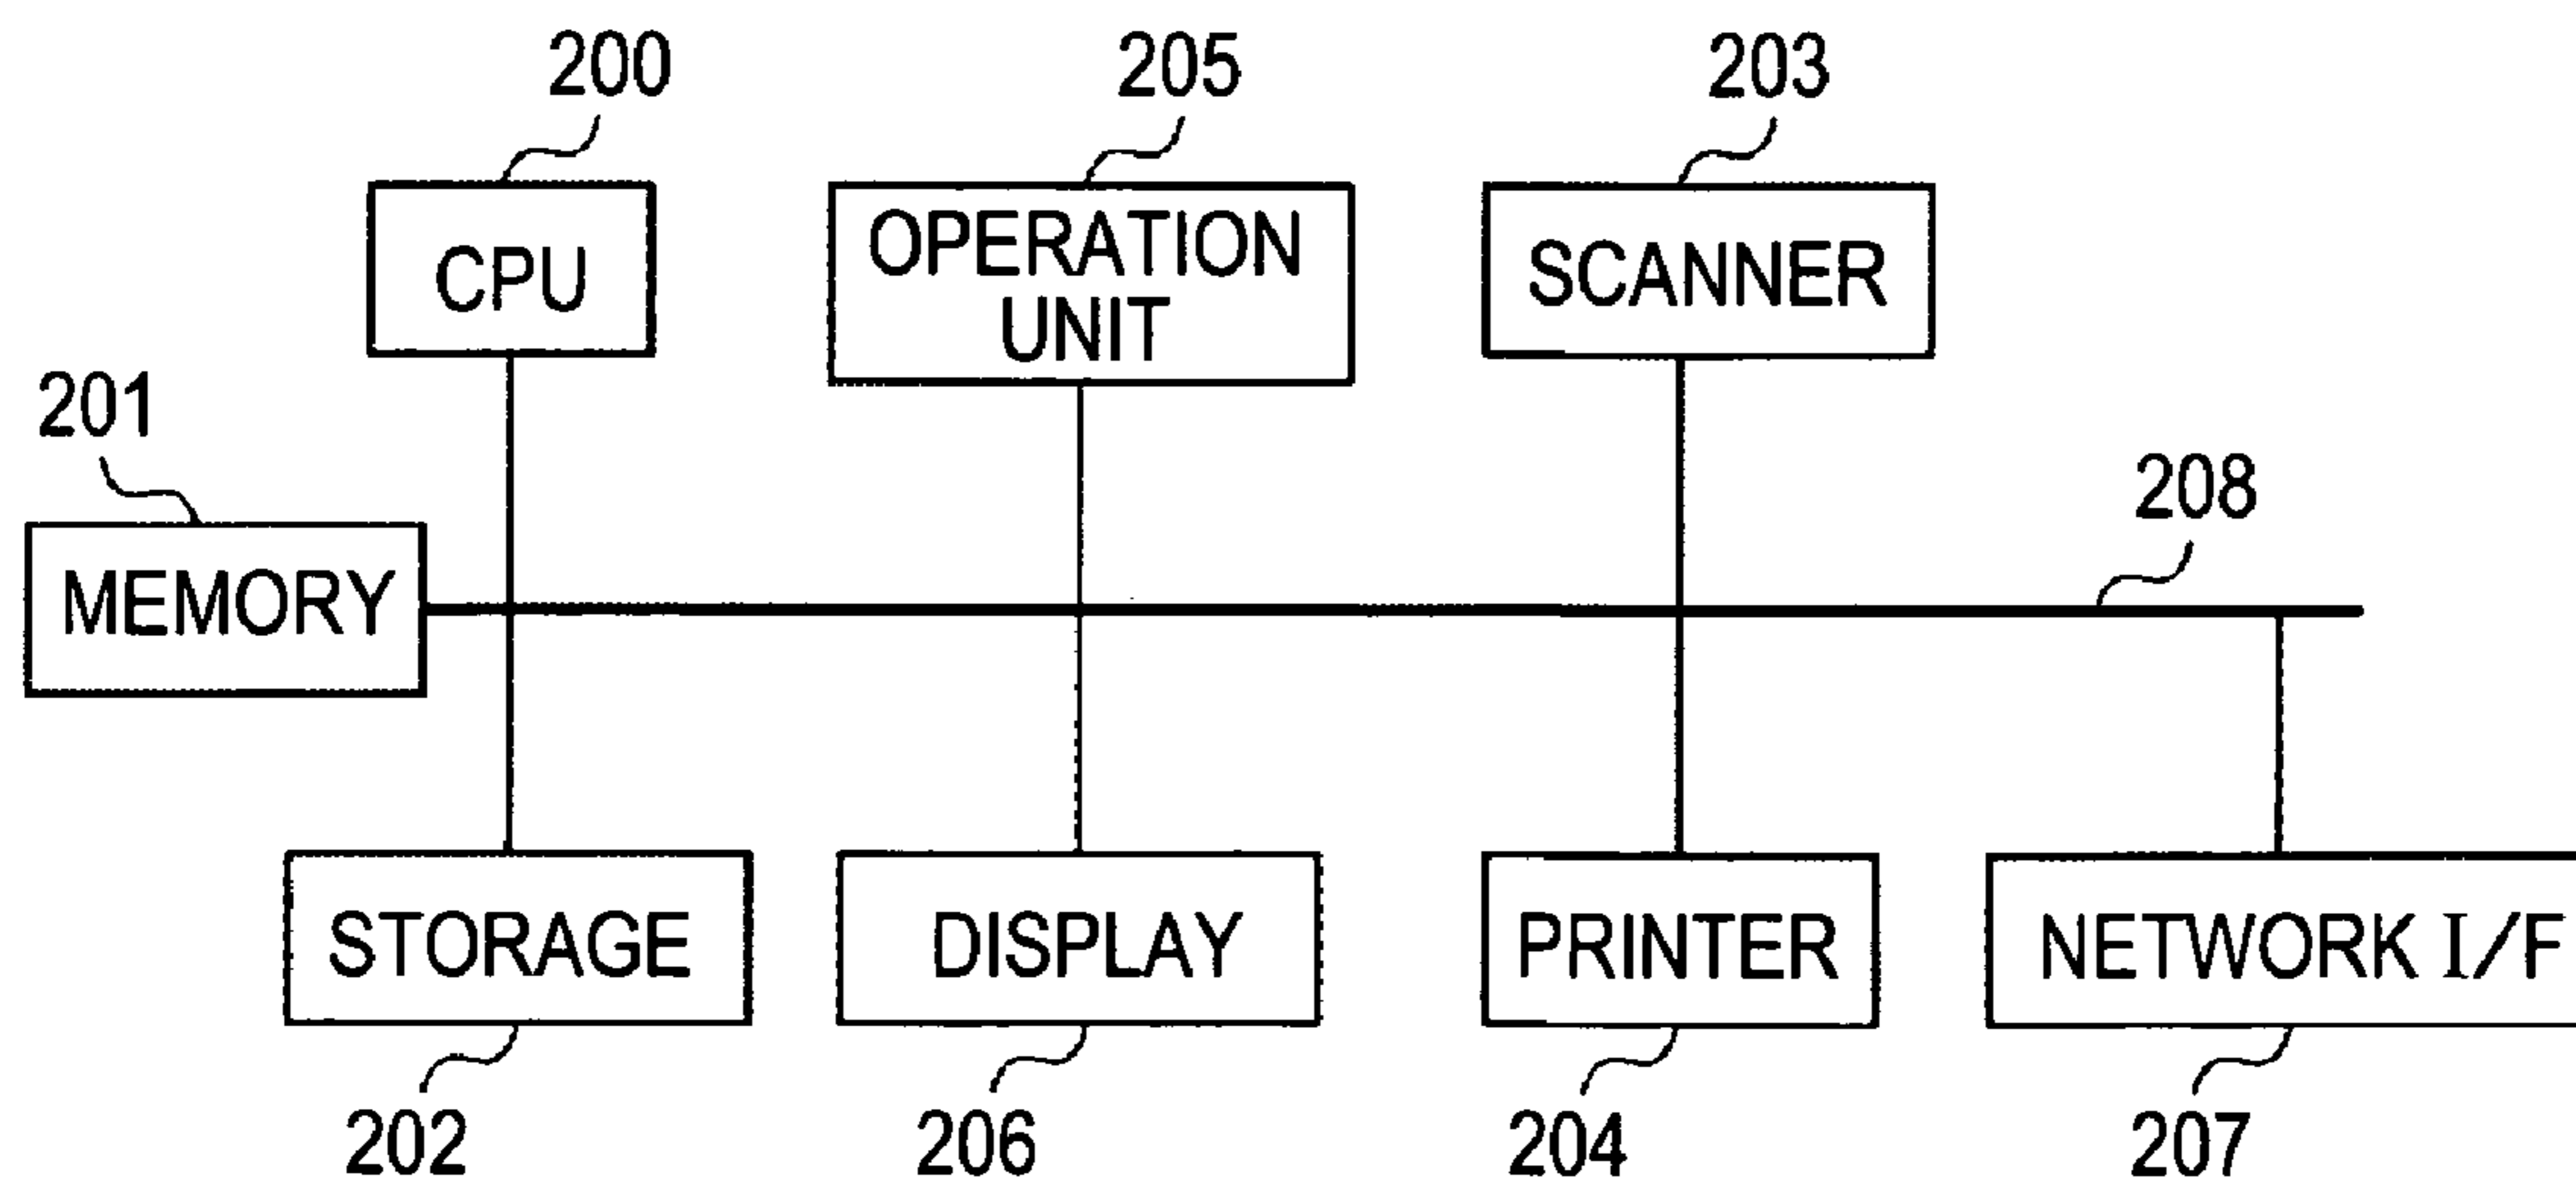 200
205
203
CPU
OPERATION
UNIT
SCANNER
201
208
MEMORY
STORAGE
DISPLAY
PRINTER
NETWORK I/F
202
206
204
207